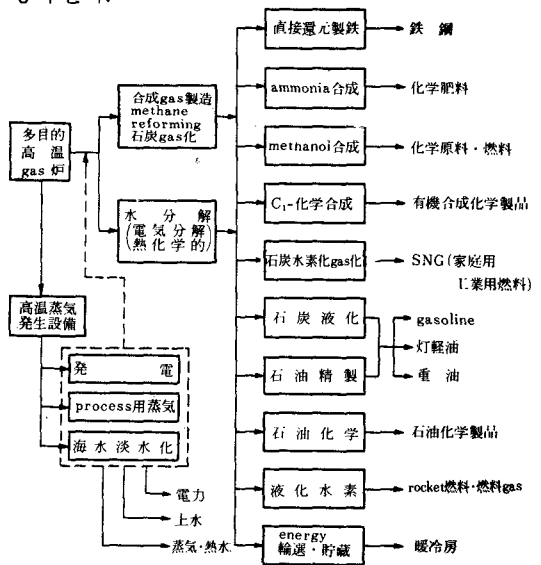 直接還元製鉄
鉄鋼
合成gas製造
methane
reforming
石炭gas化
ammonia合成
化学肥料
多目的
高温
gas炉
methanol合成
化学原料・燃料
水分解
(電気分解
熱化学的)
C₁-化学合成
有機合成化学製品
石炭水素化gas化
SNG(家庭用
工業用燃料)
高温蒸気
発生設備
石炭液化
gasoline
灯軽油
重油
発電
石油精製
process用蒸気
海水淡水化
石油化学
石油化学製品
電力
上水
蒸気・熱水
液化水素
rocket燃料・燃料gas
energy
輸送・貯蔵
暖冷房